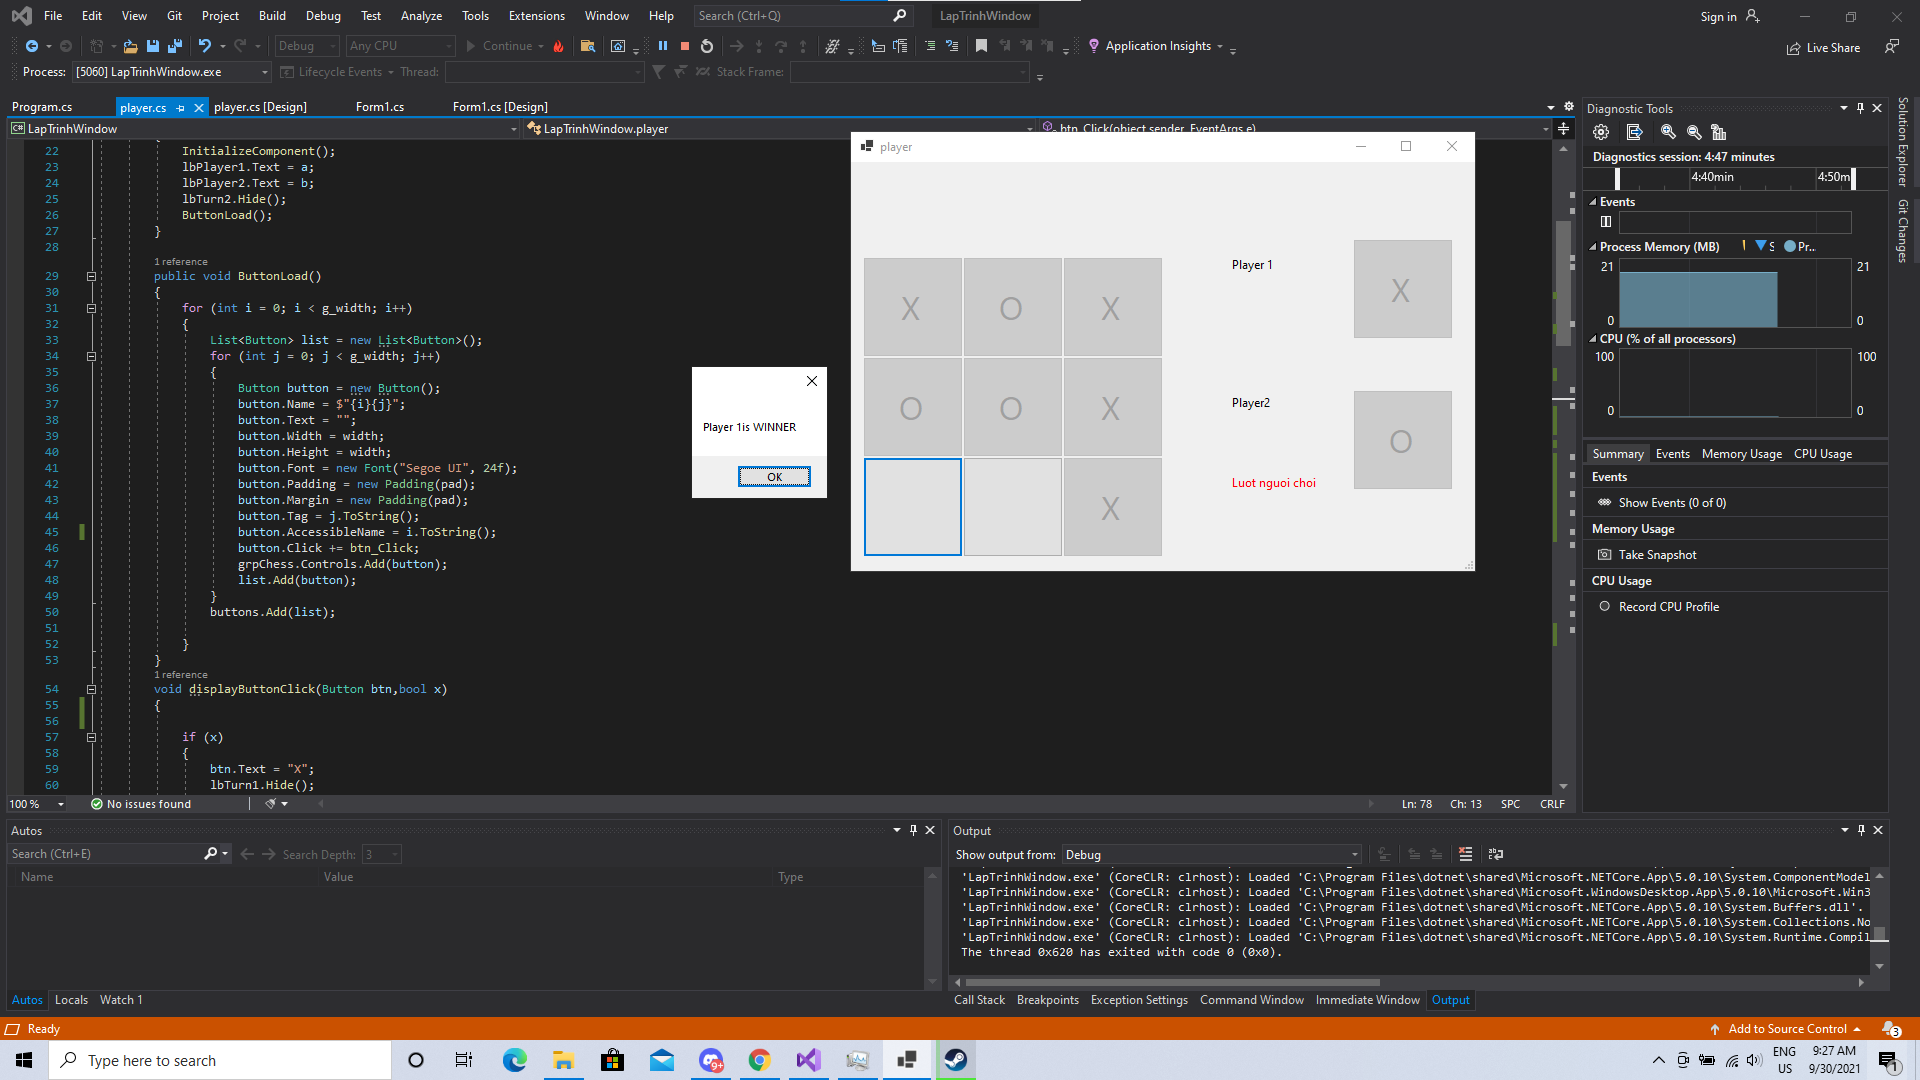 File Edit View Git Project Build Debug Test Analyze Tools Extensions Window Help Search (Ctrl+Q) LapTrinhWindow Sign in
Debug Any CPU Continue Application Insights Live Share
Process: [5060] LapTrinhWindow.exe Lifecycle Events Thread: Stack Frame:
Program.cs player.cs player.cs [Design] Form1.cs Form1.cs [Design]
C# LapTrinhWindow LapTrinhWindow.player btn_Click(object sender, EventArgs e)
22 InitializeComponent();
23 lbPlayer1.Text = a;
24 lbPlayer2.Text = b;
25 lbTurn2.Hide();
26 ButtonLoad();
27 }
28
1 reference
29 public void ButtonLoad()
30 {
31 for (int i = 0; i < g_width; i++)
32 {
33 List<Button> list = new List<Button>();
34 for (int j = 0; j < g_width; j++)
35 {
36 Button button = new Button();
37 button.Name = $"{i}{j}";
38 button.Text = "";
39 button.Width = width;
40 button.Height = width;
41 button.Font = new Font("Segoe UI", 24f);
42 button.Padding = new Padding(pad);
43 button.Margin = new Padding(pad);
44 button.Tag = j.ToString();
45 button.AccessibleName = i.ToString();
46 button.Click += btn_Click;
47 grpChess.Controls.Add(button);
48 list.Add(button);
49 }
50 buttons.Add(list);
51
52 }
53 }
1 reference
54 void displayButtonClick(Button btn,bool x)
55 {
56
57 if (x)
58 {
59 btn.Text = "X";
60 lbTurn1.Hide();
100 % No issues found Ln: 78 Ch: 13 SPC CRLF
Player 1is WINNER
OK
player
X O X
O O X
X
Player 1
X
Player2
O
Luot nguoi choi
Diagnostic Tools
Diagnostics session: 4:47 minutes
4:40min 4:50m
Events
Process Memory (MB) S Pr...
21 21
0 0
CPU (% of all processors)
100 100
0 0
Summary Events Memory Usage CPU Usage
Events
Show Events (0 of 0)
Memory Usage
Take Snapshot
CPU Usage
Record CPU Profile
Solution Explorer
Git Changes
Autos
Search (Ctrl+E) Search Depth: 3
Name Value Type
Autos Locals Watch 1
Output
Show output from: Debug
'LapTrinhWindow.exe' (CoreCLR: clrhost): Loaded 'C:\Program Files\dotnet\shared\Microsoft.NETCore.App\5.0.10\System.ComponentModel
'LapTrinhWindow.exe' (CoreCLR: clrhost): Loaded 'C:\Program Files\dotnet\shared\Microsoft.WindowsDesktop.App\5.0.10\Microsoft.Win3
'LapTrinhWindow.exe' (CoreCLR: clrhost): Loaded 'C:\Program Files\dotnet\shared\Microsoft.NETCore.App\5.0.10\System.Buffers.dll'.
'LapTrinhWindow.exe' (CoreCLR: clrhost): Loaded 'C:\Program Files\dotnet\shared\Microsoft.NETCore.App\5.0.10\System.Collections.No
'LapTrinhWindow.exe' (CoreCLR: clrhost): Loaded 'C:\Program Files\dotnet\shared\Microsoft.NETCore.App\5.0.10\System.Runtime.Compil
The thread 0x620 has exited with code 0 (0x0).
Call Stack Breakpoints Exception Settings Command Window Immediate Window Output
Ready Add to Source Control 3
Type here to search 9+ ENG US 9:27 AM 9/30/2021 1